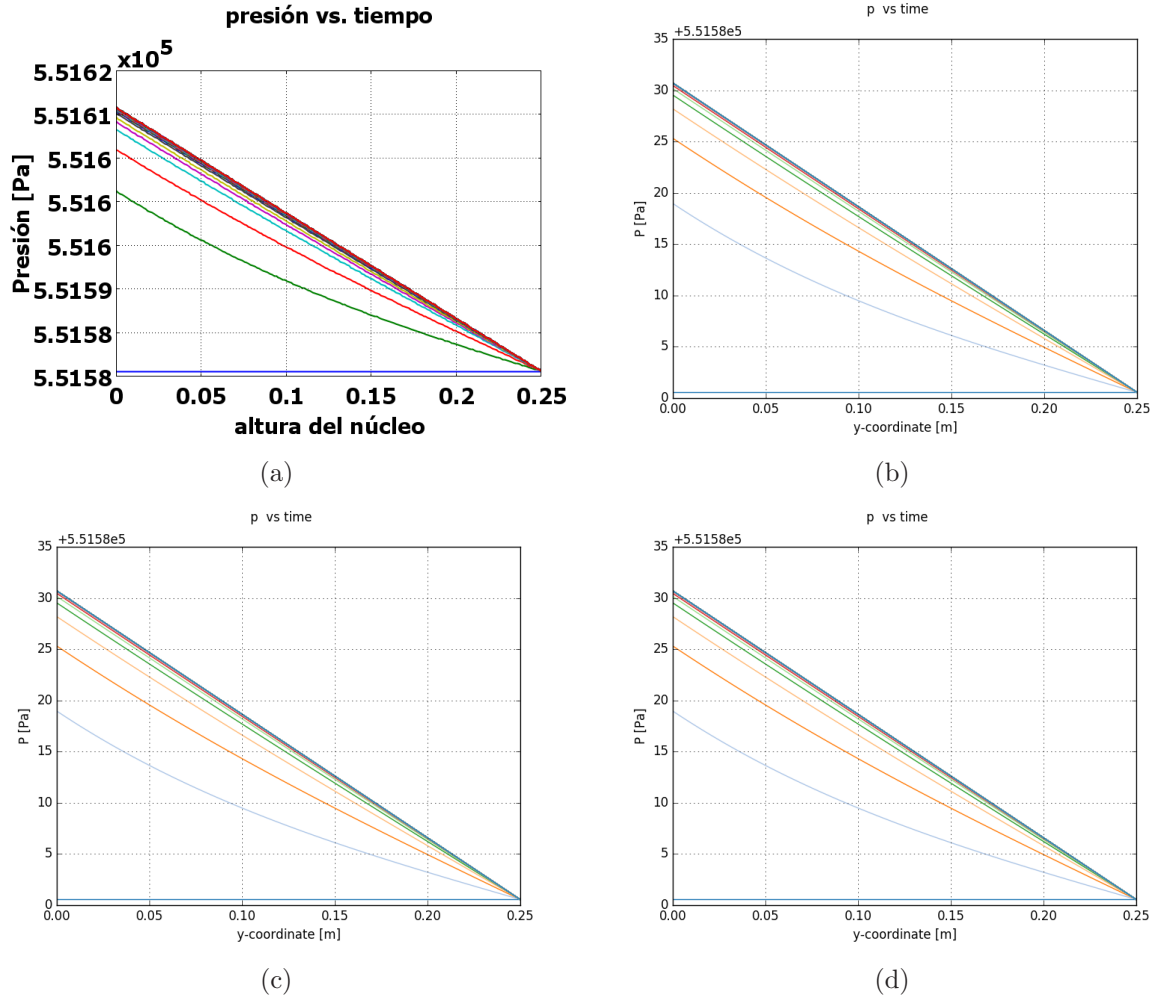 presión vs. tiempo
x10^5
5.5162
5.5161
5.516
5.516
5.516
5.5159
5.5158
5.5158
Presión [Pa]
0 0.05 0.1 0.15 0.2 0.25
altura del núcleo
(a)
p vs time
+5.5158e5
35
30
25
20
15
10
5
0
P [Pa]
0.00 0.05 0.10 0.15 0.20 0.25
y-coordinate [m]
(b)
p vs time
+5.5158e5
35
30
25
20
15
10
5
0
P [Pa]
0.00 0.05 0.10 0.15 0.20 0.25
y-coordinate [m]
(c)
p vs time
+5.5158e5
35
30
25
20
15
10
5
0
P [Pa]
0.00 0.05 0.10 0.15 0.20 0.25
y-coordinate [m]
(d)